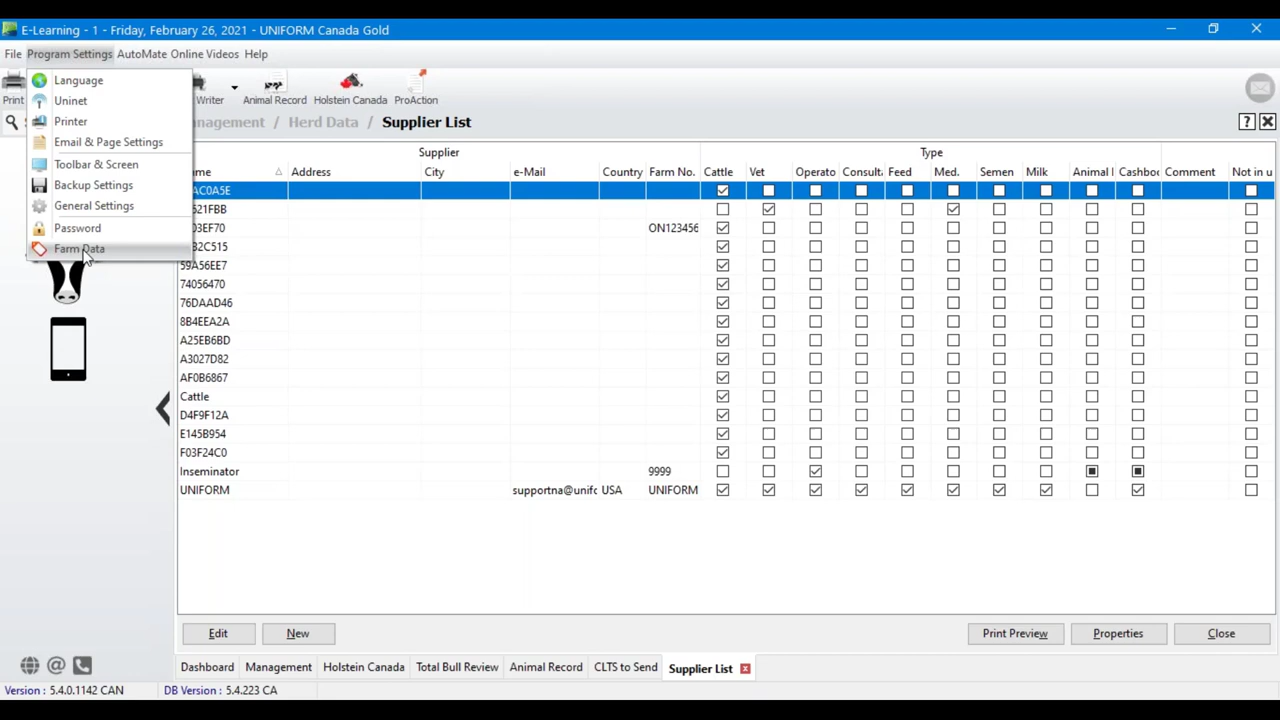 E-Learning - 1 - Friday, February 26, 2021 - UNIFORM Canada Gold
File Program Settings AutoMate Online Videos Help
Print Writer Animal Record Holstein Canada ProAction
Language
Uninet
Printer
Email & Page Settings
Toolbar & Screen
Backup Settings
General Settings
Password
Farm Data
Management / Herd Data / Supplier List
Supplier Type
Address City e-Mail Country Farm No. Cattle Vet Operato Consult Feed Med. Semen Milk Animal Cashboo Comment Not in u
AC0A5E
621FBB
03EF70 ON123456
2C515
59A56EE7
74056470
76DAAD46
8B4EEA2A
A25EB6BD
A3027D82
AF0B6867
Cattle
D4F9F12A
E145B954
F03F24C0
Inseminator 9999
UNIFORM supportna@unifc USA UNIFORM
Edit New Print Preview Properties Close
Dashboard Management Holstein Canada Total Bull Review Animal Record CLTS to Send Supplier List
Version : 5.4.0.1142 CAN DB Version : 5.4.223 CA